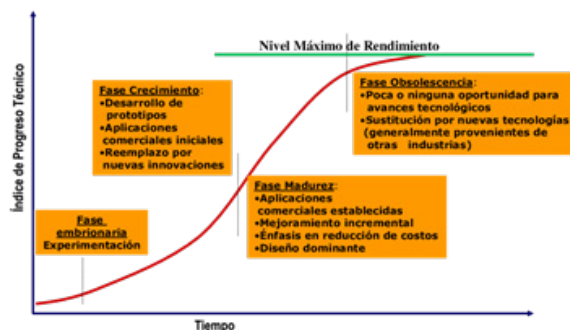 Nivel Máximo de Rendimiento
Fase Crecimiento:
•Desarrollo de
prototipos
•Aplicaciones
comerciales iniciales
•Reemplazo por
nuevas innovaciones
Fase Obsolescencia:
•Poca o ninguna oportunidad para
avances tecnológicos
•Sustitución por nuevas tecnologías
(generalmente provenientes de
otras industrias)
Fase Madurez:
•Aplicaciones
comerciales establecidas
•Mejoramiento incremental
•Énfasis en reducción de costos
•Diseño dominante
Fase
embrionaria
Experimentación
Índice de Progreso Técnico
Tiempo